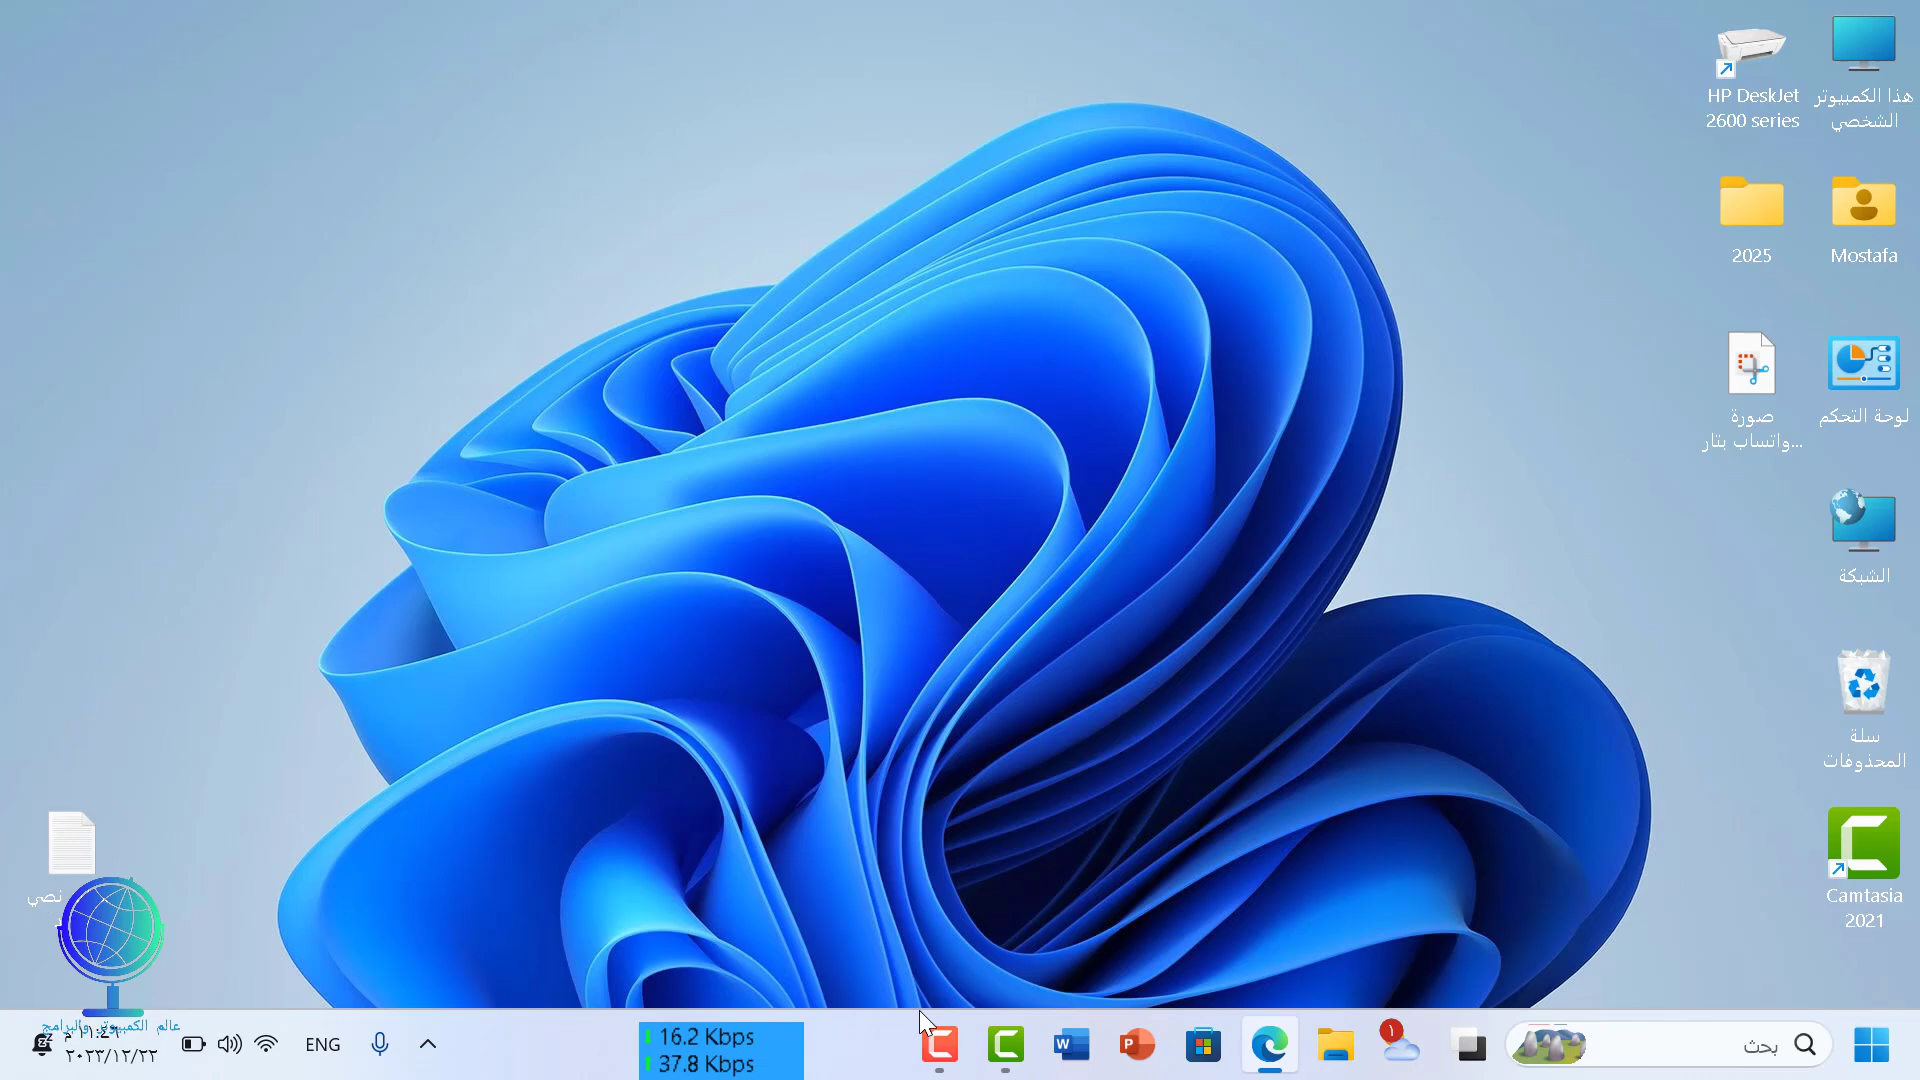 هذا الكمبيوتر
الشخصي
HP DeskJet
2600 series
Mostafa
2025
لوحة التحكم
صورة
واتساب بتار...
الشبكة
سلة
المحذوفات
Camtasia
2021
نصي
عالم الكمبيوتر والبرامج
بحث
١
16.2 Kbps
37.8 Kbps
ENG
٢٠٢٣/١٢/٢٢